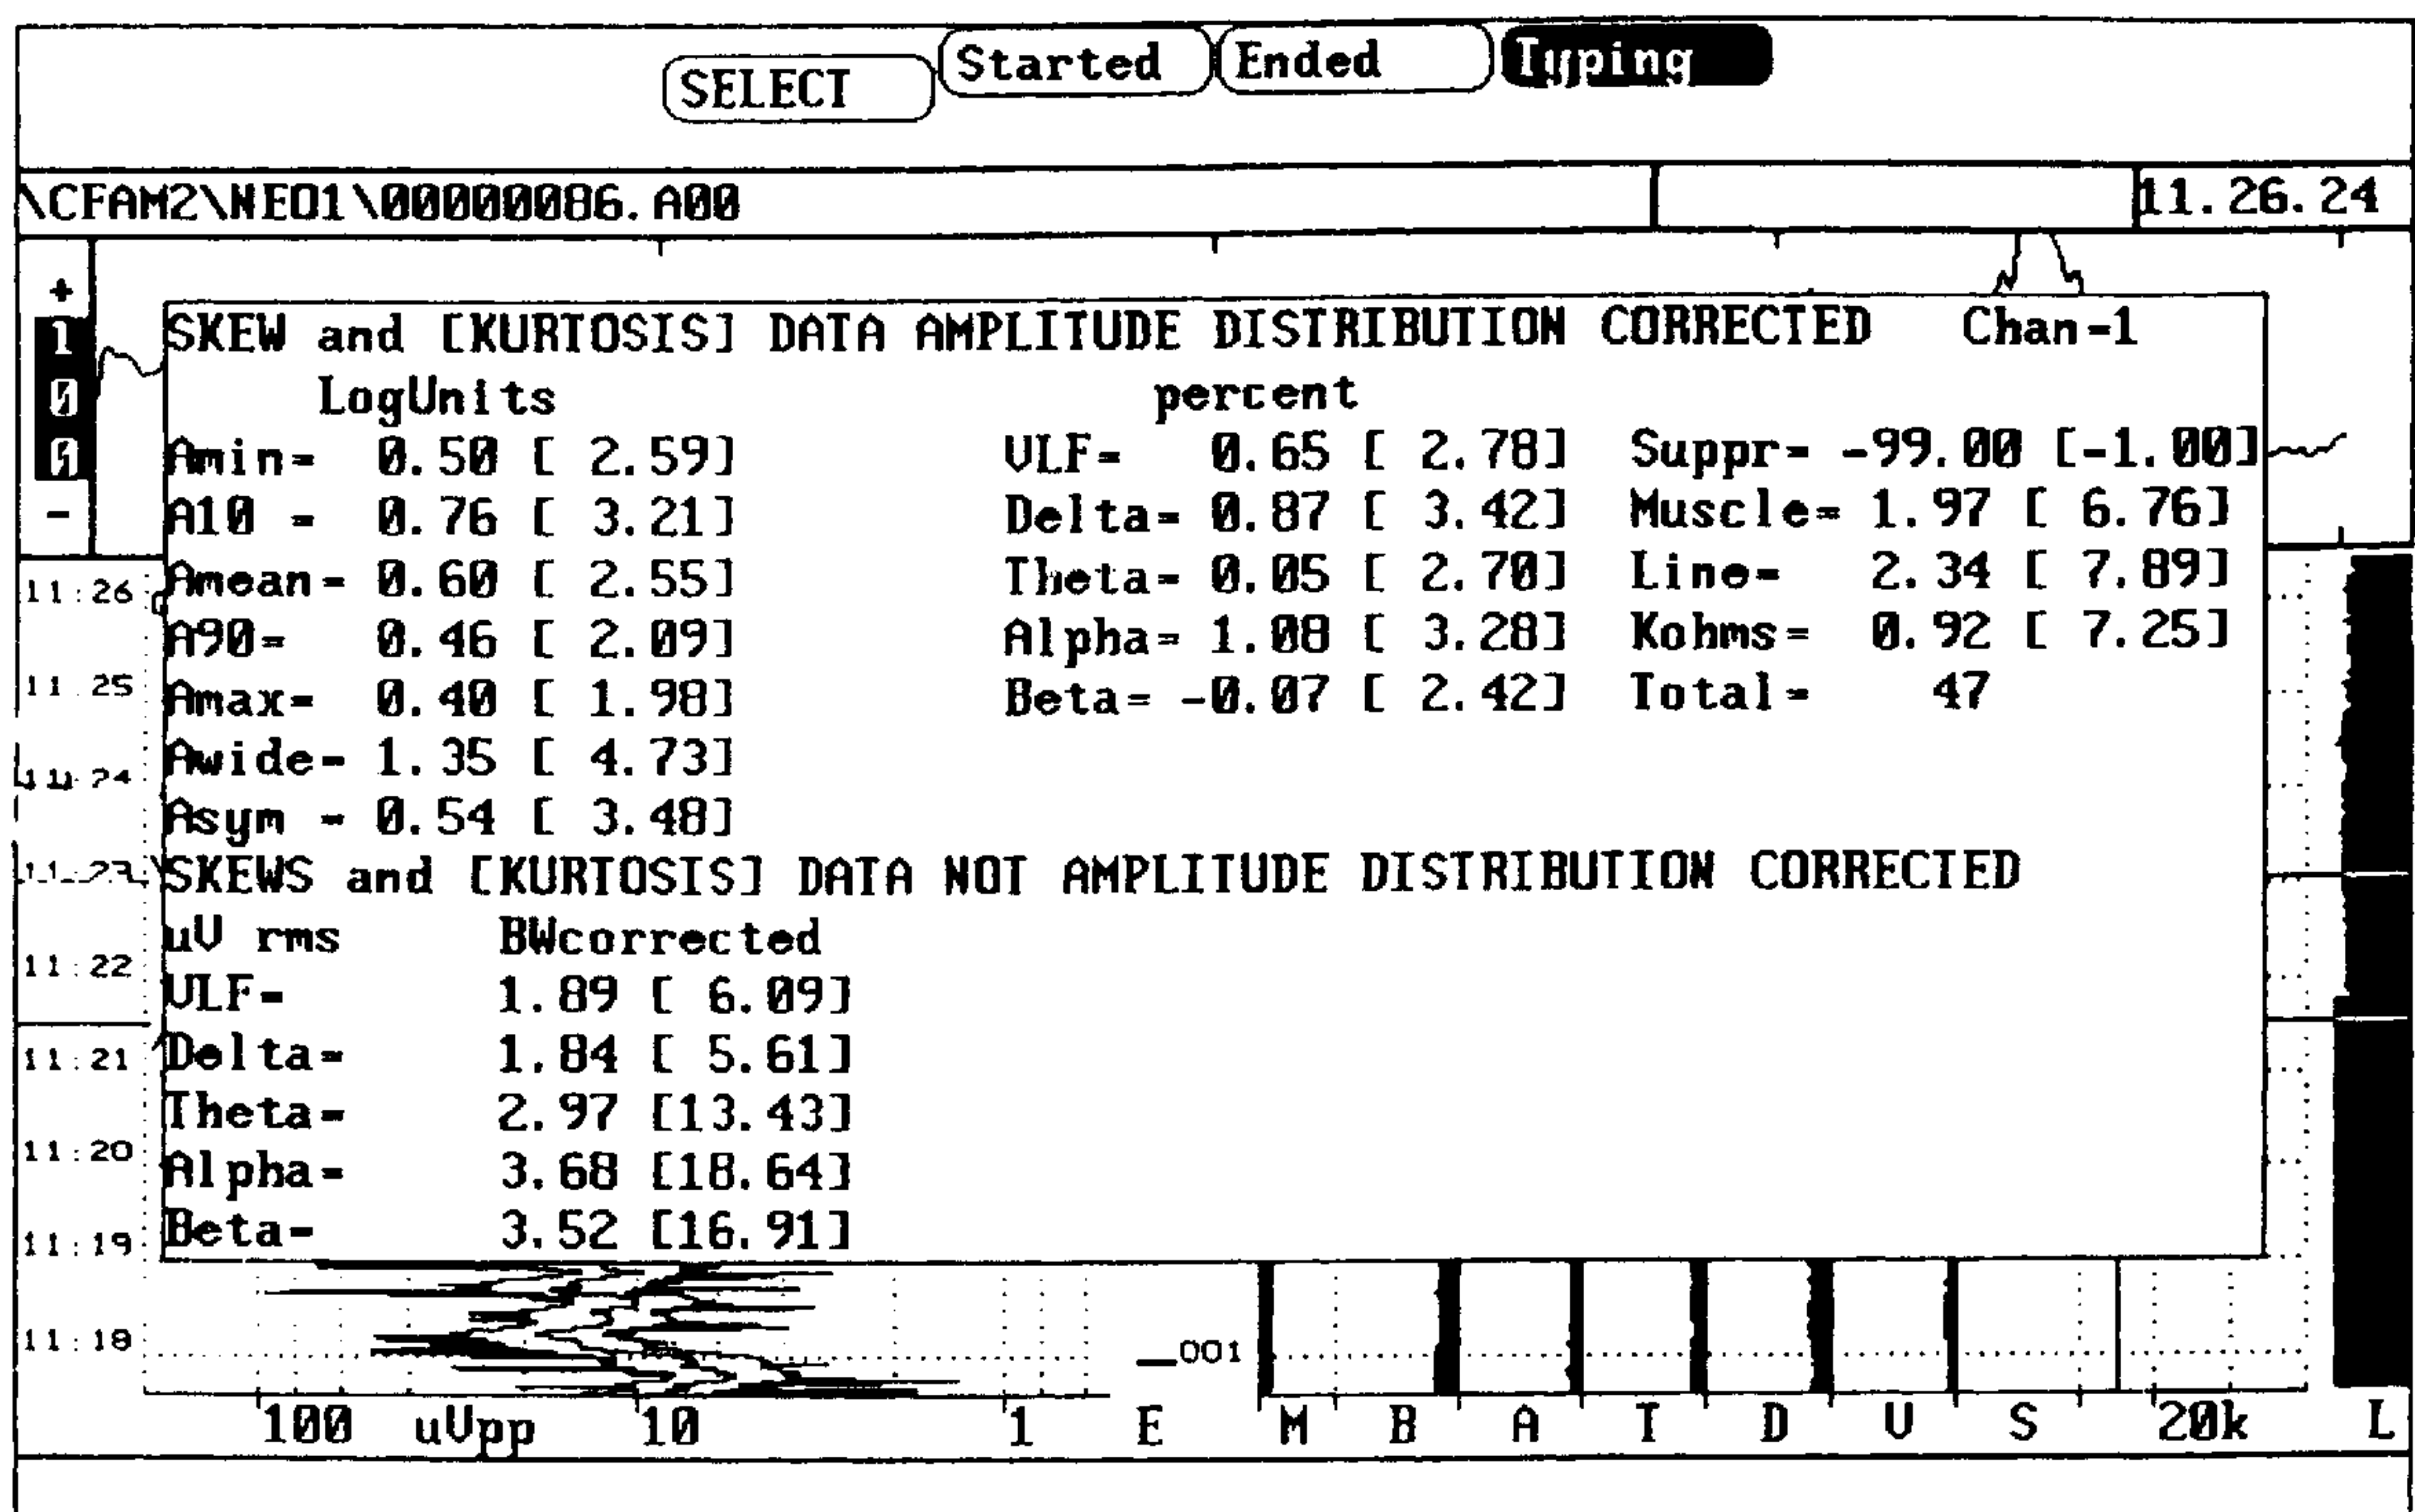 SELECT Started Ended Typing
\CFAM2\NEO1\00000086.A00 11.26.24
+
1
0
0
-
SKEW and [KURTOSIS] DATA AMPLITUDE DISTRIBUTION CORRECTED Chan-1
LogUnits percent
Amin= 0.50 [ 2.59] VLF= 0.65 [ 2.78] Suppr= -99.00 [-1.00]
A10 = 0.76 [ 3.21] Delta= 0.87 [ 3.42] Muscle= 1.97 [ 6.76]
11:26 Amean= 0.60 [ 2.55] Theta= 0.05 [ 2.70] Line= 2.34 [ 7.89]
A90= 0.46 [ 2.09] Alpha= 1.08 [ 3.28] Kohms= 0.92 [ 7.25]
11:25 Amax= 0.40 [ 1.98] Beta= -0.07 [ 2.42] Total= 47
11:24 Awide= 1.35 [ 4.73]
Asym = 0.54 [ 3.48]
11:23 SKEWS and [KURTOSIS] DATA NOT AMPLITUDE DISTRIBUTION CORRECTED
uV rms BWcorrected
11:22
VLF= 1.89 [ 6.09]
11:21 Delta= 1.84 [ 5.61]
Theta= 2.97 [13.43]
11:20 Alpha= 3.68 [18.64]
11:19 Beta= 3.52 [16.91]
11:18 001
100 uVpp 10 1 E M B A T D V S 20k L